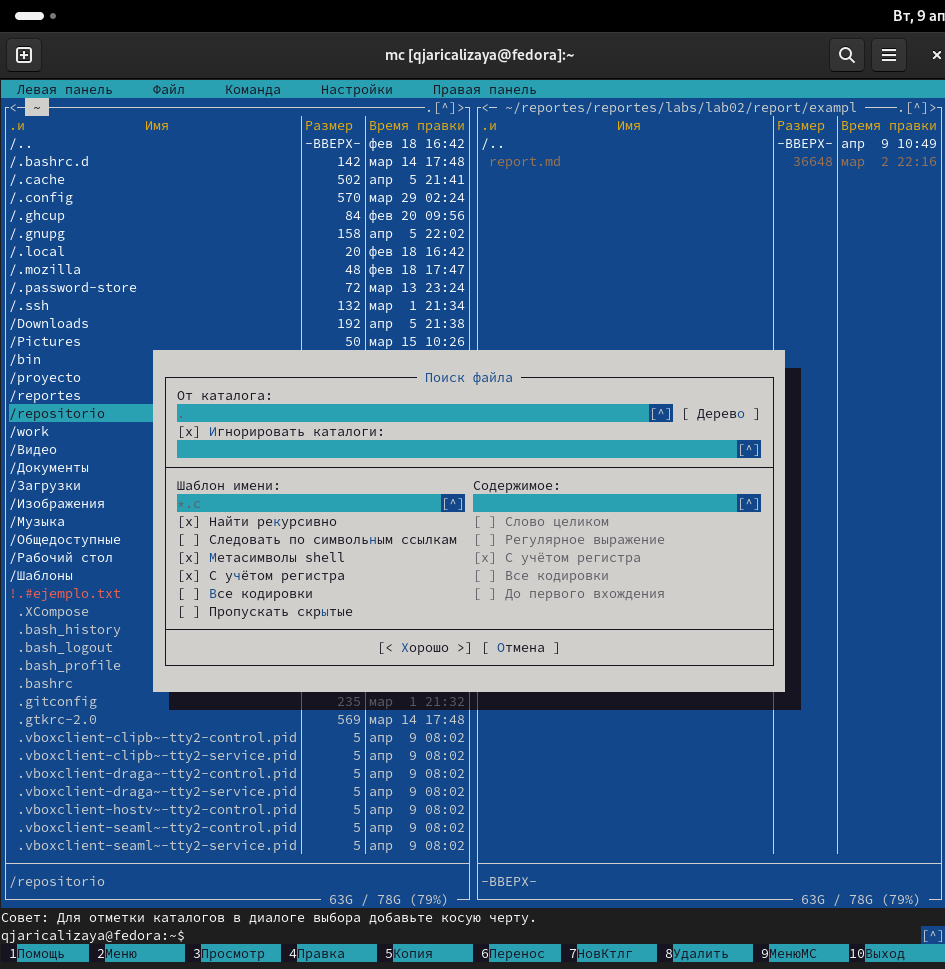 Вт, 9 ап
mc [qjaricalizaya@fedora]:~
Левая панель Файл Команда Настройки Правая панель
<─ ~ .[^]> <─ ~/reportes/reportes/labs/lab02/report/exampl .[^]>
.и Имя Размер Время правки .и Имя Размер Время правки
/.. -ВВЕРХ- фев 18 16:42 /.. -ВВЕРХ- апр 9 10:49
/.bashrc.d 142 мар 14 17:48 report.md 36648 мар 2 22:16
/.cache 502 апр 5 21:41
/.config 570 мар 29 02:24
/.ghcup 84 фев 20 09:56
/.gnupg 158 апр 5 22:02
/.local 20 фев 18 16:42
/.mozilla 48 фев 18 17:47
/.password-store 72 мар 13 23:24
/.ssh 132 мар 1 21:34
/Downloads 192 апр 5 21:38
/Pictures 50 мар 15 10:26
/bin
/proyecto
/reportes
/repositorio
/work
/Видео
/Документы
/Загрузки
/Изображения
/Музыка
/Общедоступные
/Рабочий стол
/Шаблоны
!.#ejemplo.txt
.XCompose
.bash_history
.bash_logout
.bash_profile
.bashrc
.gitconfig 235 мар 1 21:32
.gtkrc-2.0 569 мар 14 17:48
.vboxclient-clipb~-tty2-control.pid 5 апр 9 08:02
.vboxclient-clipb~-tty2-service.pid 5 апр 9 08:02
.vboxclient-draga~-tty2-control.pid 5 апр 9 08:02
.vboxclient-draga~-tty2-service.pid 5 апр 9 08:02
.vboxclient-hostv~-tty2-control.pid 5 апр 9 08:02
.vboxclient-seaml~-tty2-control.pid 5 апр 9 08:02
.vboxclient-seaml~-tty2-service.pid 5 апр 9 08:02
Поиск файла
От каталога:
. [^] [ Дерево ]
[x] Игнорировать каталоги:
[^]
Шаблон имени: Содержимое:
*.c [^] [^]
[x] Найти рекурсивно [ ] Слово целиком
[ ] Следовать по символьным ссылкам [ ] Регулярное выражение
[x] Метасимволы shell [x] С учётом регистра
[x] С учётом регистра [ ] Все кодировки
[ ] Все кодировки [ ] До первого вхождения
[ ] Пропускать скрытые
[< Хорошо >] [ Отмена ]
/repositorio -ВВЕРХ-
63G / 78G (79%) 63G / 78G (79%)
Совет: Для отметки каталогов в диалоге выбора добавьте косую черту.
qjaricalizaya@fedora:~$ [^]
1Помощь 2Меню 3Просмотр 4Правка 5Копия 6Перенос 7НовКтлг 8Удалить 9МенюMC 10Выход